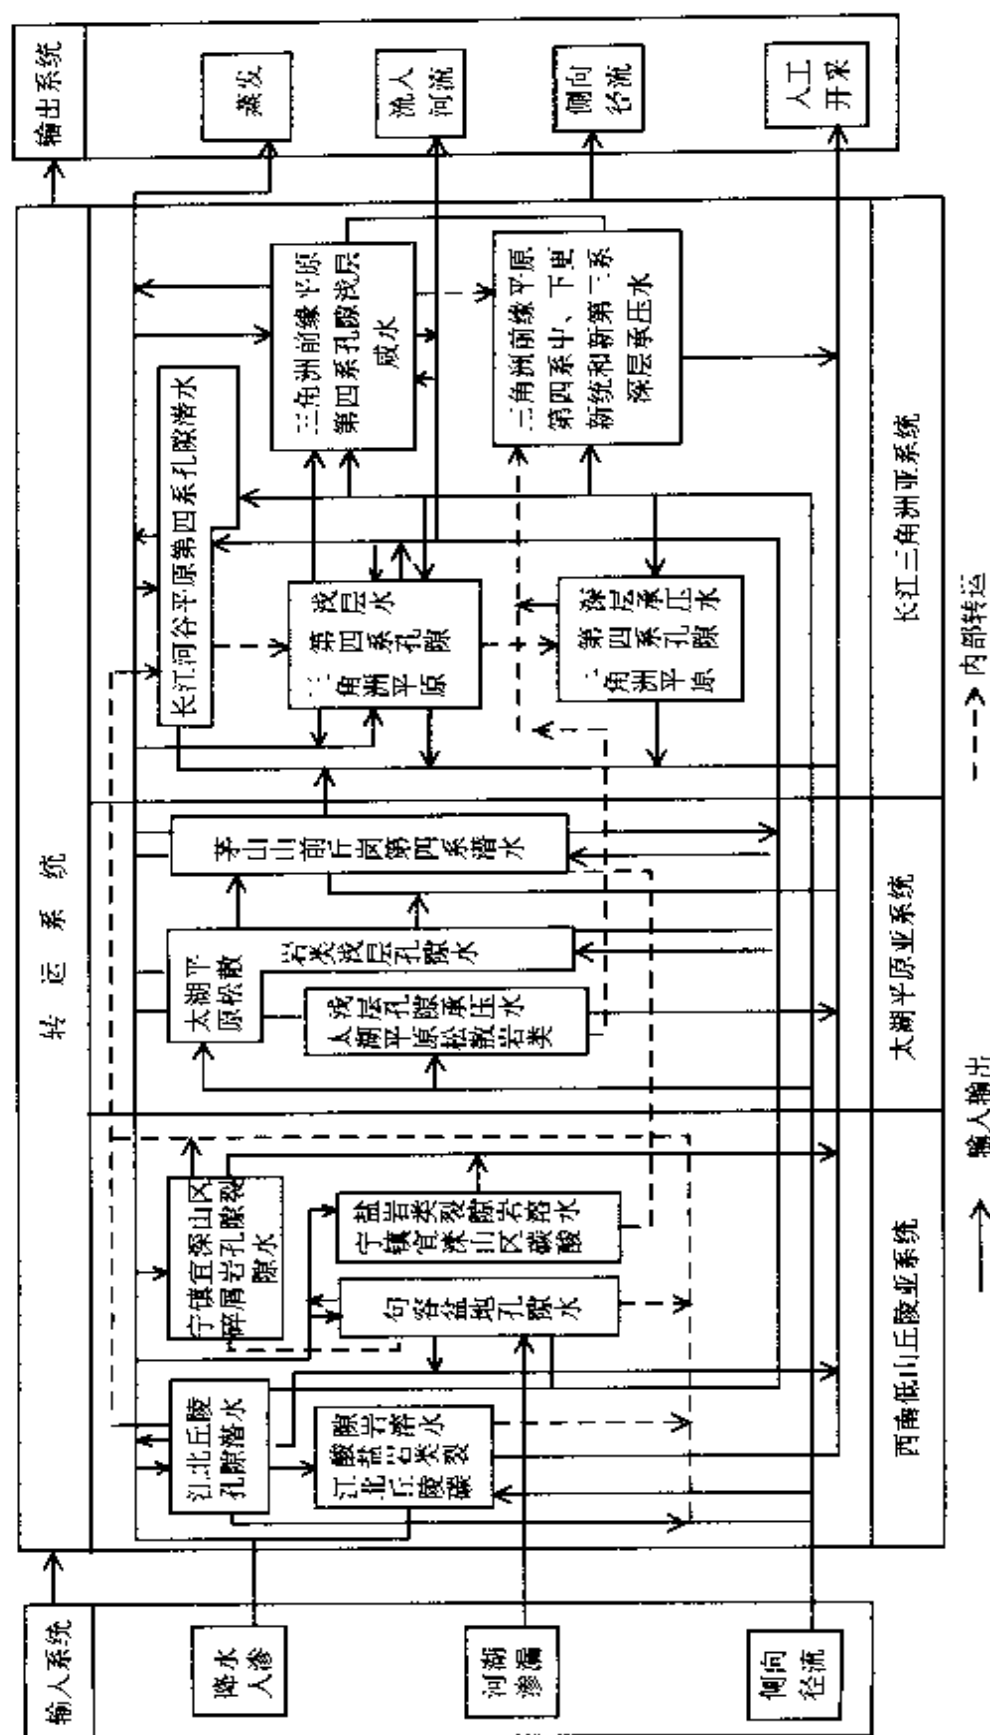 输入系统
降水
入渗
河湖
渗漏
侧向
径流
转运系统
江北丘陵
孔隙潜水
江北丘陵碳
酸盐岩类裂
隙岩溶水
宁镇宜深山区
碎屑岩孔隙裂
隙水
句容盆地孔隙水
宁镇宜溧山区碳酸
盐岩类裂隙岩溶水
西南低山丘陵亚系统
太湖平
原松散
岩类浅层孔隙水
太湖平原松散岩类
浅层孔隙承压水
茅山山前丘岗第四系潜水
太湖平原亚系统
长江河谷平原第四系孔隙潜水
三角洲平原
第四系孔隙
浅层水
三角洲平原
第四系孔隙
深层承压水
三角洲前缘平原
第四系孔隙浅层
咸水
三角洲前缘平原
第四系中、下更
新统和新第三系
深层承压水
长江三角洲亚系统
输出系统
蒸发
流入
河流
侧向
径流
人工
开采
输入输出
内部转运